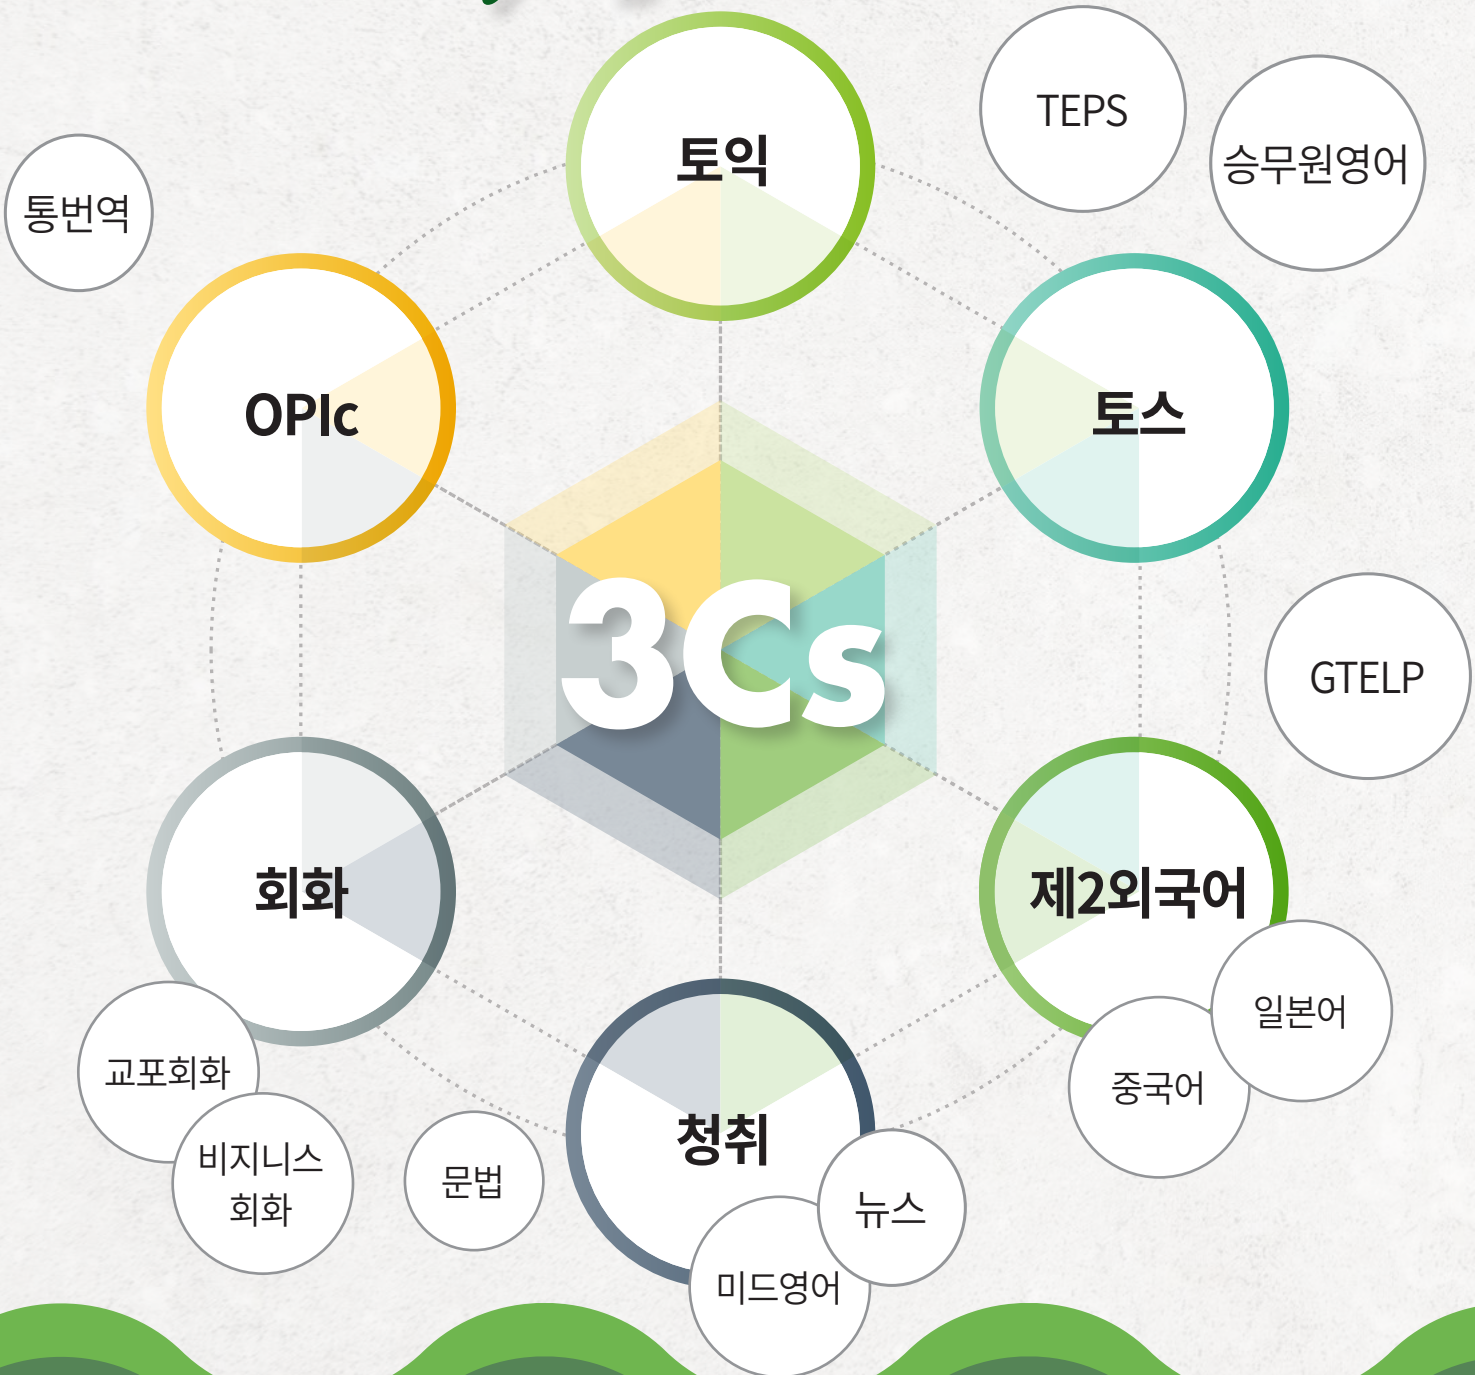 TEPS
승무원영어
토익
통번역
OPIc
토스
3Cs
GTELP
회화
제2외국어
일본어
중국어
교포회화
비지니스
회화
문법
청취
뉴스
미드영어